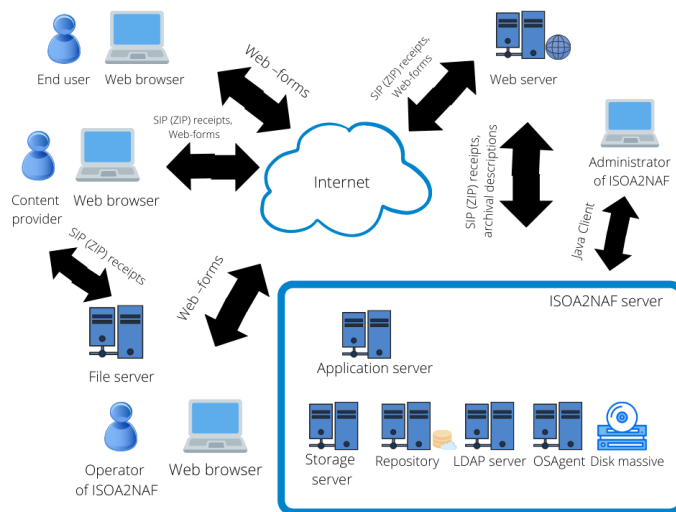 End user
Web browser
Web –forms
SIP (ZIP) receipts,
Web-forms
Web server
SIP (ZIP) receipts,
Web-forms
Content
provider
Web browser
Internet
SIP (ZIP) receipts,
archival descriptions
Administrator
of ISOA2NAF
Java Client
SIP (ZIP) receipts
Web –forms
File server
Operator
of ISOA2NAF
Web browser
ISOA2NAF server
Application server
Storage
server
Repository
LDAP server
OSAgent
Disk massive